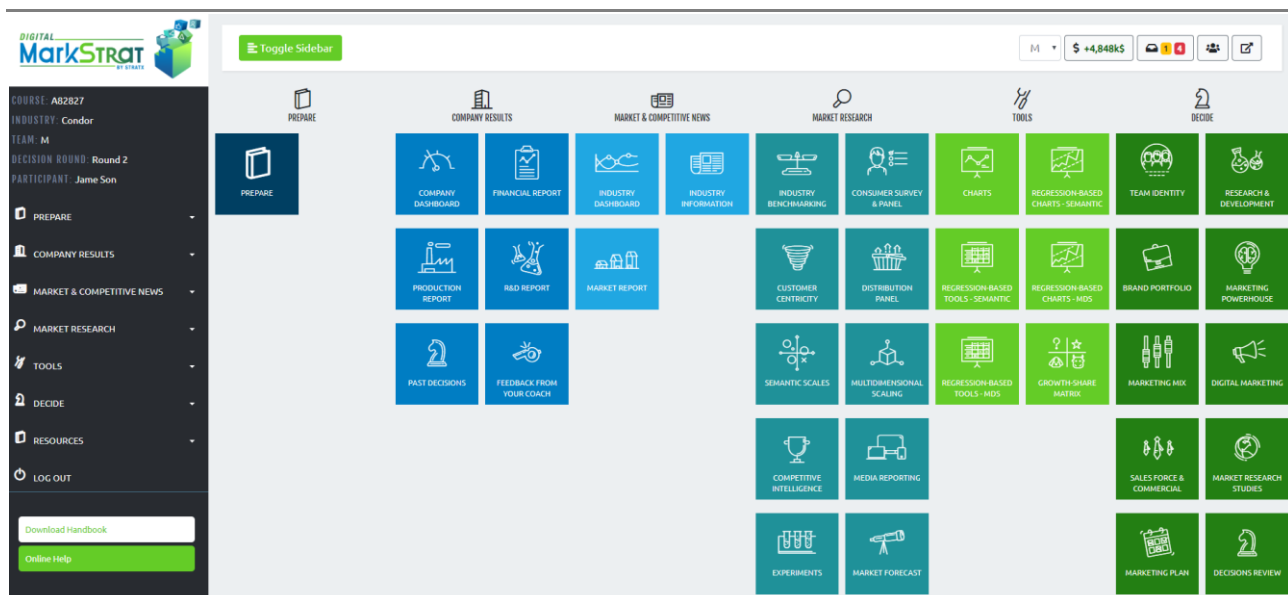 DIGITAL
MARKSTRAT
BY STRATX
COURSE: A82827
INDUSTRY: Condor
TEAM: M
DECISION ROUND: Round 2
PARTICIPANT: Jame Son
PREPARE
COMPANY RESULTS
MARKET & COMPETITIVE NEWS
MARKET RESEARCH
TOOLS
DECIDE
RESOURCES
LOG OUT
Download Handbook
Online Help
Toggle Sidebar
M
$ +4,848k$
1 4
PREPARE
COMPANY RESULTS
MARKET & COMPETITIVE NEWS
MARKET RESEARCH
TOOLS
DECIDE
PREPARE
COMPANY
DASHBOARD
FINANCIAL REPORT
INDUSTRY
DASHBOARD
INDUSTRY
INFORMATION
INDUSTRY
BENCHMARKING
CONSUMER SURVEY
& PANEL
CHARTS
REGRESSION-BASED
CHARTS - SEMANTIC
TEAM IDENTITY
RESEARCH &
DEVELOPMENT
PRODUCTION
REPORT
R&D REPORT
MARKET REPORT
CUSTOMER
CENTRICITY
DISTRIBUTION
PANEL
REGRESSION-BASED
TOOLS - SEMANTIC
REGRESSION-BASED
CHARTS - MDS
BRAND PORTFOLIO
MARKETING
POWERHOUSE
PAST DECISIONS
FEEDBACK FROM
YOUR COACH
SEMANTIC SCALES
MULTIDIMENSIONAL
SCALING
REGRESSION-BASED
TOOLS - MDS
GROWTH-SHARE
MATRIX
MARKETING MIX
DIGITAL MARKETING
COMPETITIVE
INTELLIGENCE
MEDIA REPORTING
SALES FORCE &
COMMERCIAL
MARKET RESEARCH
STUDIES
EXPERIMENTS
MARKET FORECAST
MARKETING PLAN
DECISIONS REVIEW